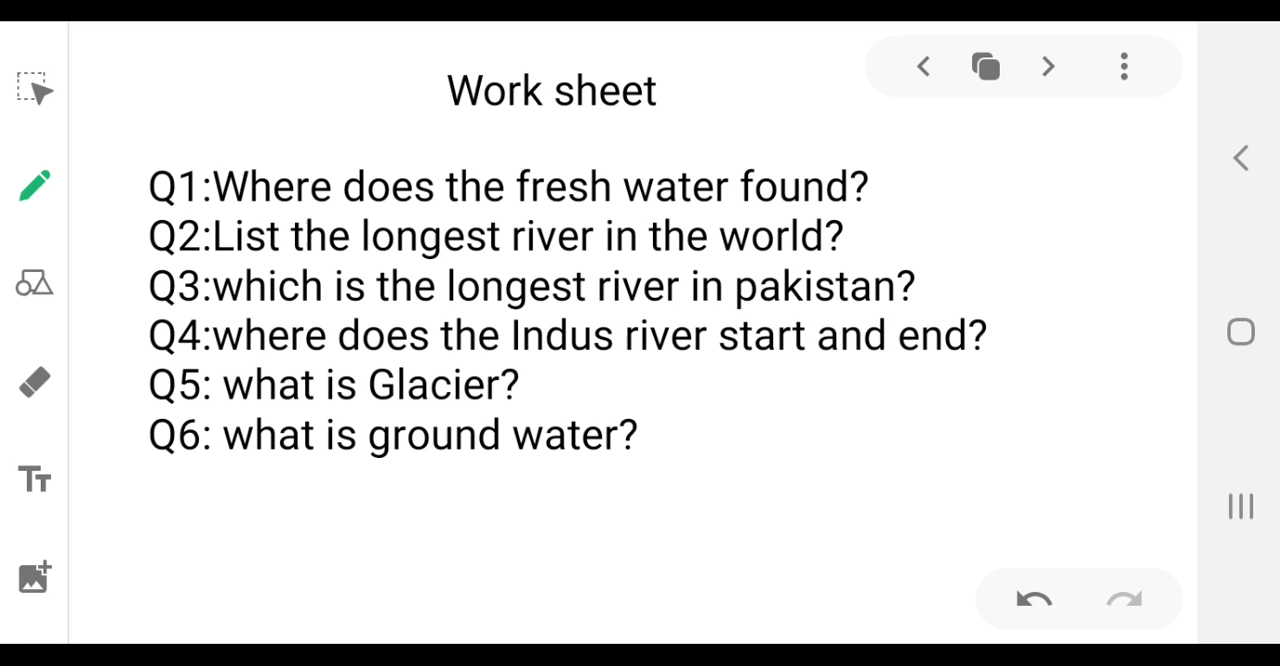 Work sheet
Q1:Where does the fresh water found?
Q2:List the longest river in the world?
Q3:which is the longest river in pakistan?
Q4:where does the Indus river start and end?
Q5: what is Glacier?
Q6: what is ground water?
TT